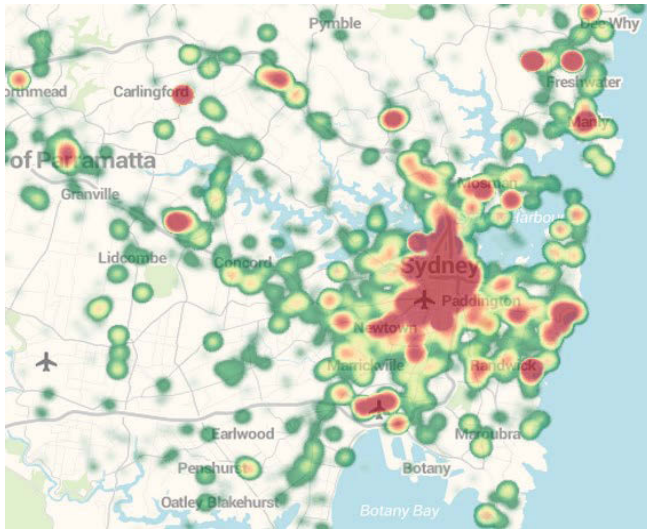 Pymble
Dee Why
orthmead
Carlingford
Freshwater
Manly
of Parramatta
Granville
Mosman
Harbour
Lidcombe
Concord
Sydney
Paddington
Newtown
Marrickville
Randwick
Earlwood
Maroubra
Penshurst
Botany
Oatley Blakehurst
Botany Bay